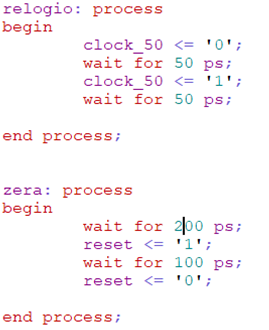 relogio: process
begin
clock_50 <= '0';
wait for 50 ps;
clock_50 <= '1';
wait for 50 ps;
end process;
zera: process
begin
wait for 200 ps;
reset <= '1';
wait for 100 ps;
reset <= '0';
end process;